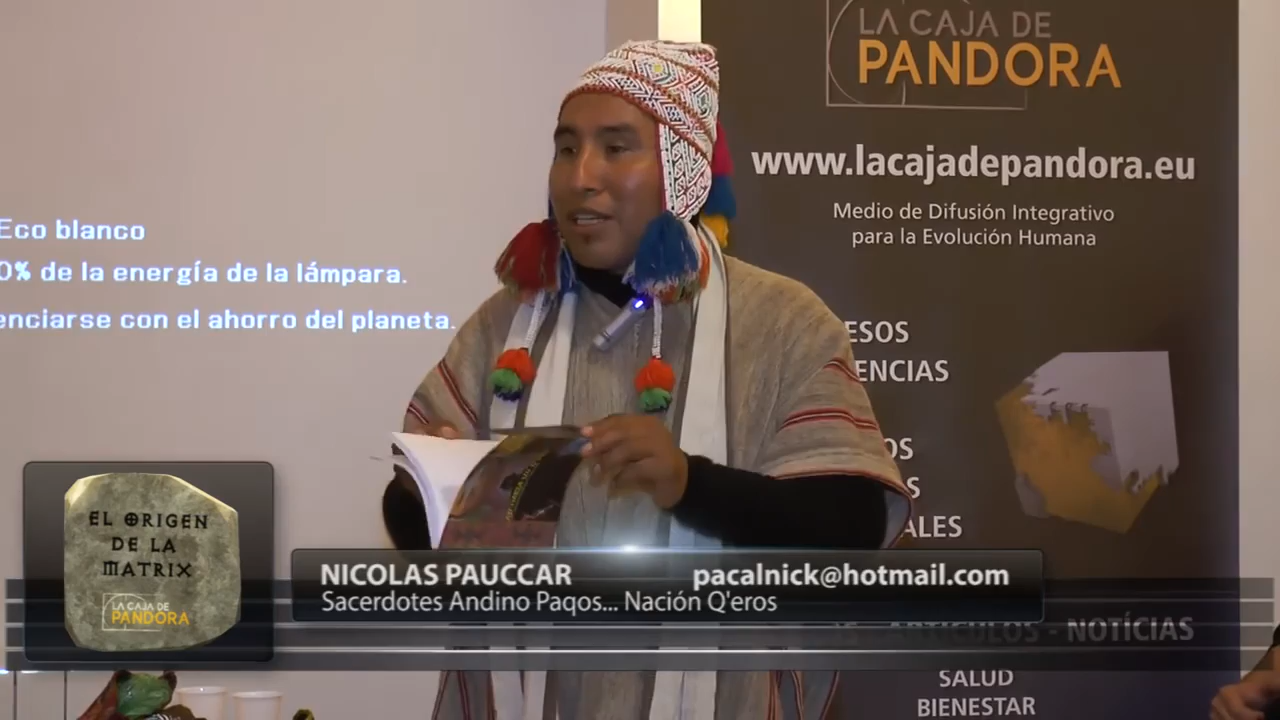 LA CAJA DE
PANDORA
www.lacajadepandora.eu
Medio de Difusión Integrativo
para la Evolución Humana
Eco blanco
0% de la energía de la lámpara.
enciarse con el ahorro del planeta.
ESOS
ENCIAS
OS
S
ALES
EL ORIGEN
DE LA
MATRIX
LA CAJA DE
PANDORA
NICOLAS PAUCCAR pacalnick@hotmail.com
Sacerdotes Andino Paqos... Nación Q'eros
ARTÍCULOS - NOTÍCIAS
SALUD
BIENESTAR